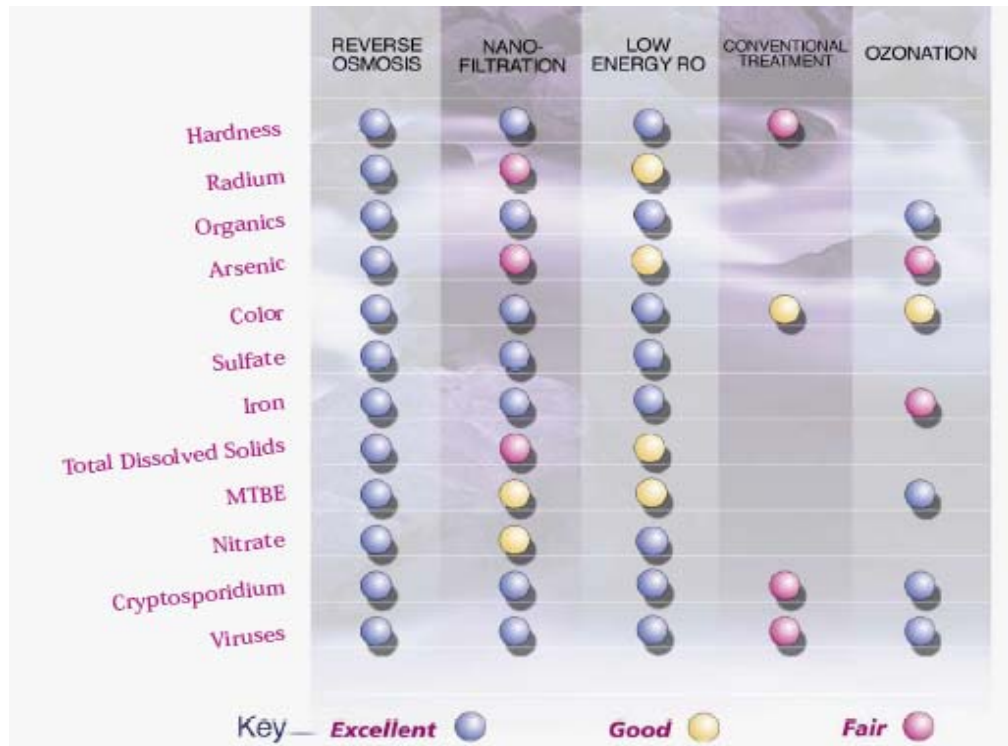 REVERSE
OSMOSIS
NANO-
FILTRATION
LOW
ENERGY RO
CONVENTIONAL
TREATMENT
OZONATION
Hardness
Radium
Organics
Arsenic
Color
Sulfate
Iron
Total Dissolved Solids
MTBE
Nitrate
Cryptosporidium
Viruses
Key Excellent Good Fair